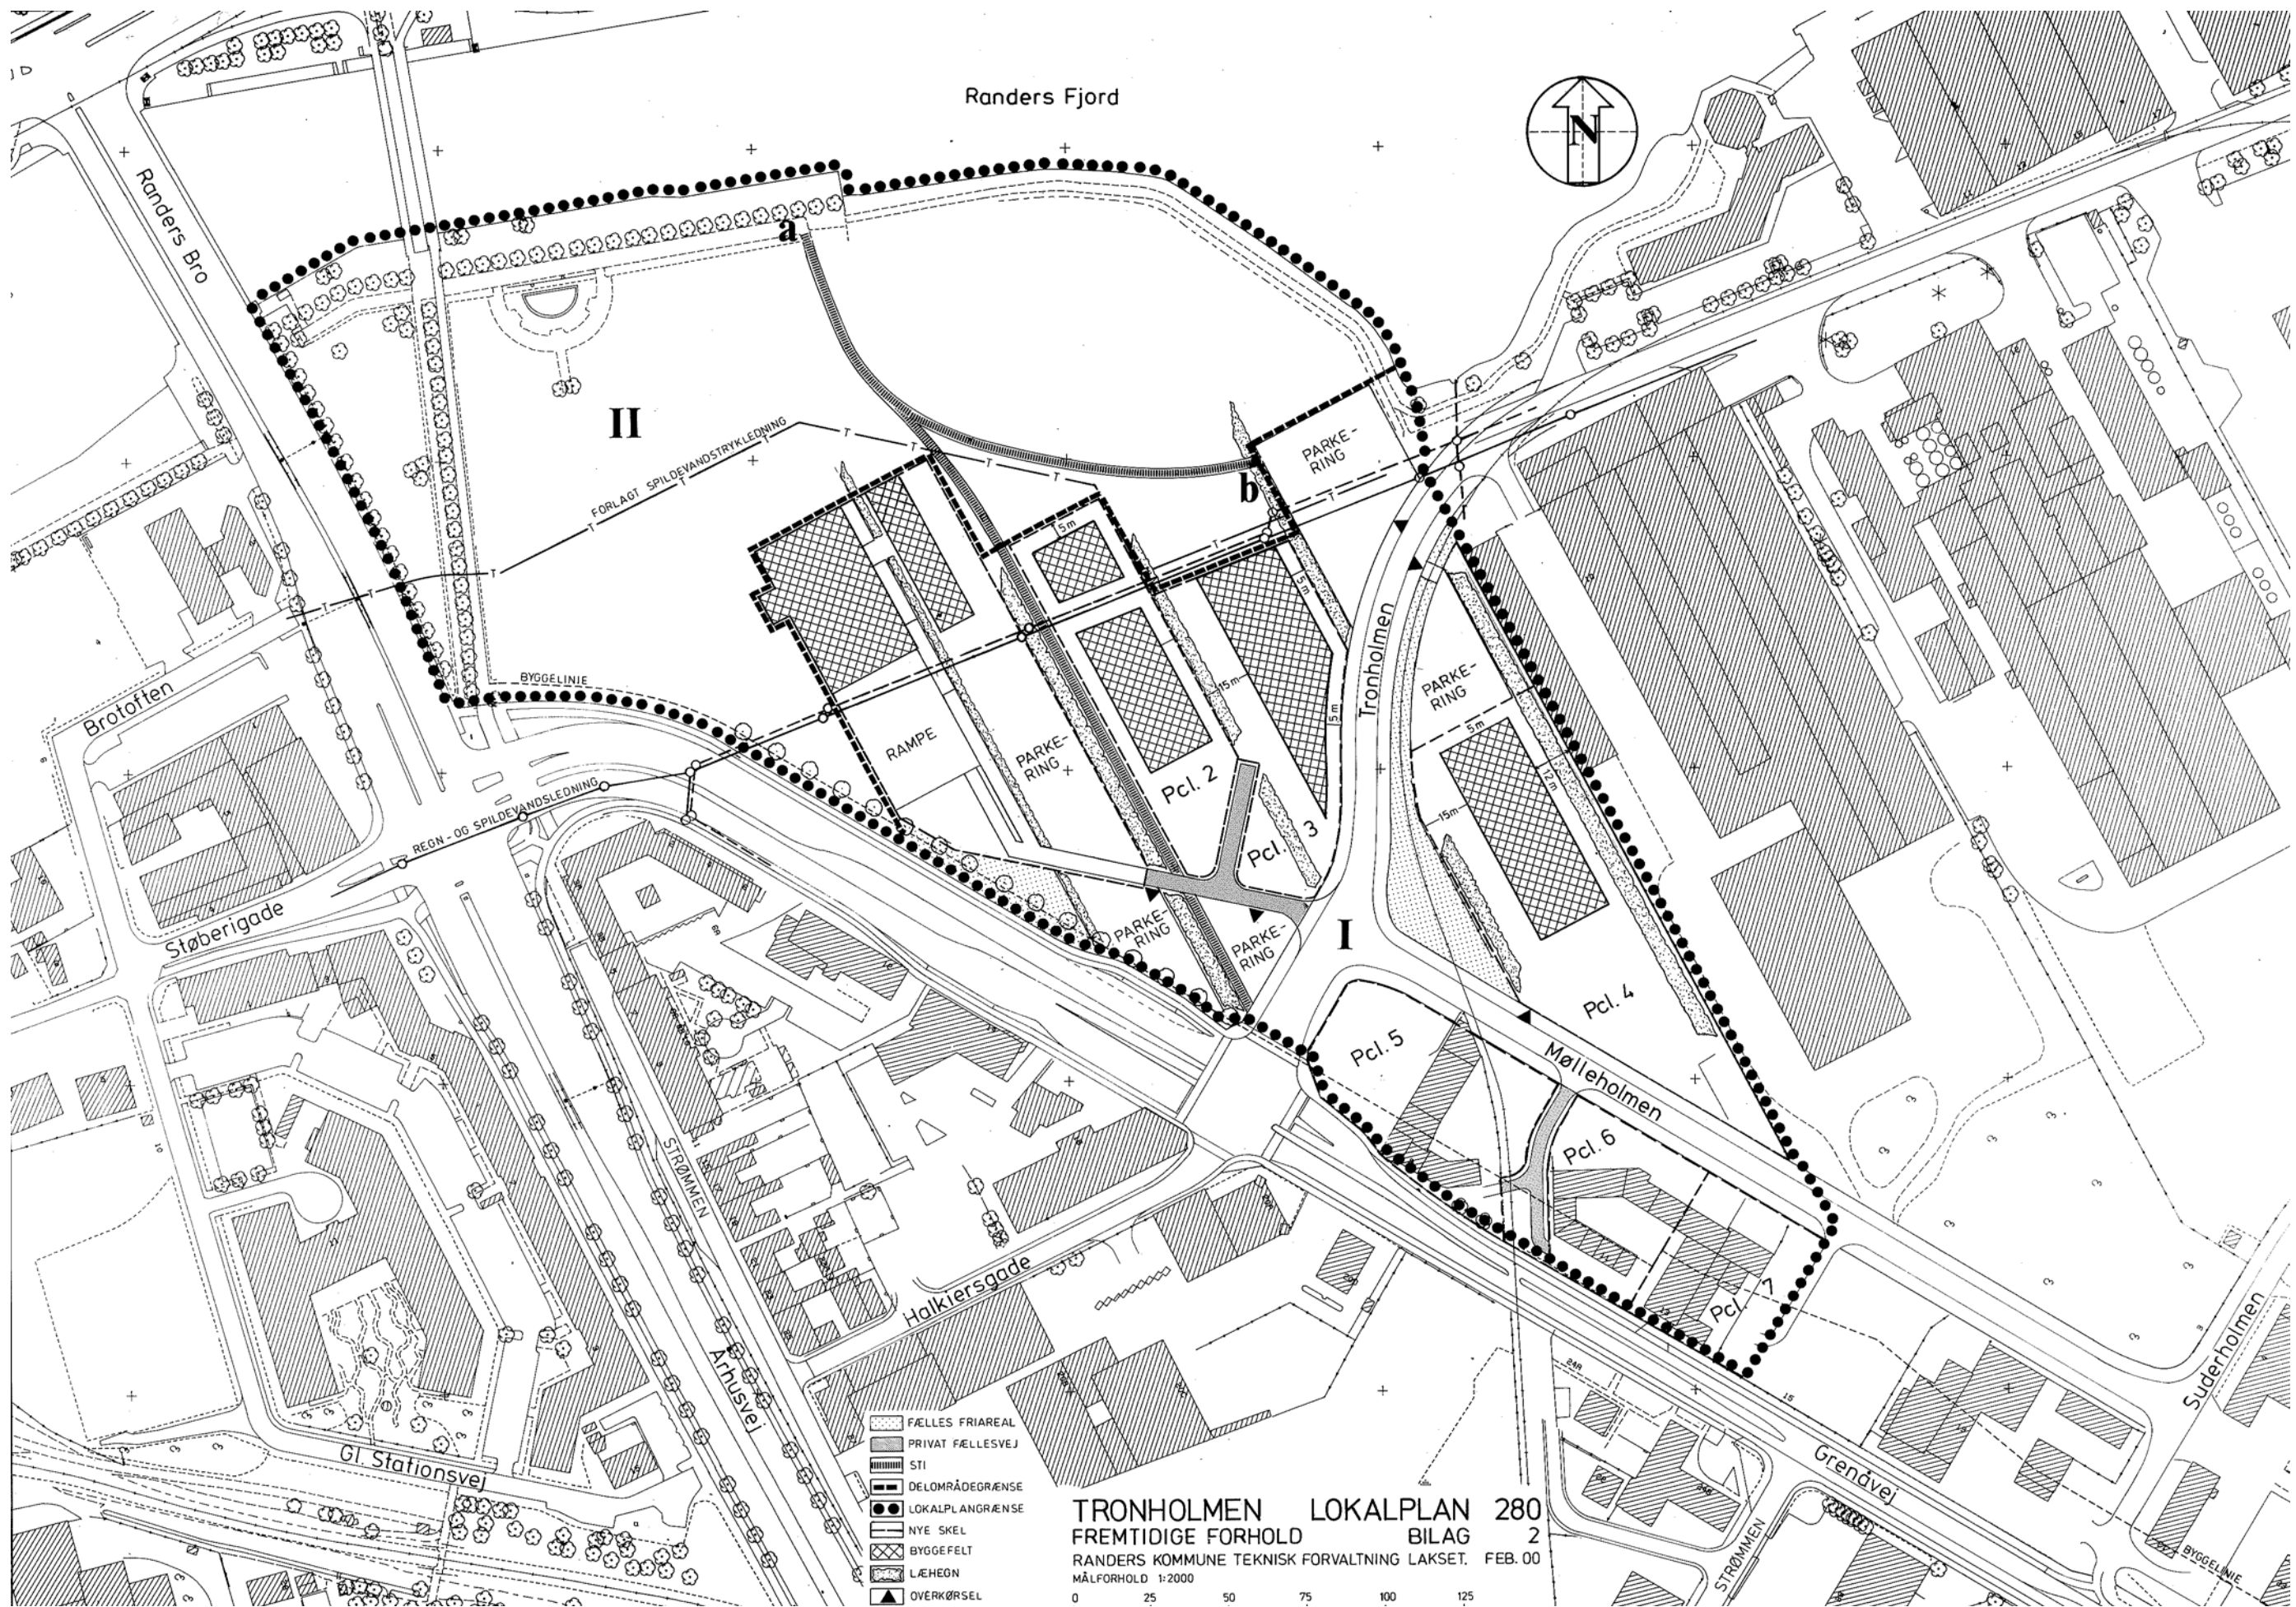 Randers Fjord
N
Randers Bro
a
II
FORLAGT SPILDEVANDSTRYKLEDNING
b
PARKE-
RING
5m
5m
BYGGELINIE
Brotoften
RAMPE
PARKE-
RING
15m
5m
Tronholmen
PARKE-
RING
5m
12m
15m
Pcl. 2
Pcl. 3
REGN- OG SPILDEVANDSLEDNING
Støberigade
PARKE-
RING
PARKE-
RING
I
Pcl. 4
Pcl. 5
Mølleholmen
Pcl. 6
Pcl. 7
STRØMMEN
Halkiersgade
Århusvej
Gl. Stationsvej
Suderholmen
Grenåvej
STRØMMEN
BYGGELINIE
FÆLLES FRIAREAL
PRIVAT FÆLLESVEJ
STI
DELOMRÅDEGRÆNSE
LOKALPLANGRÆNSE
NYE SKEL
BYGGEFELT
LÆHEGN
OVERKØRSEL
TRONHOLMEN LOKALPLAN 280
FREMTIDIGE FORHOLD BILAG 2
RANDERS KOMMUNE TEKNISK FORVALTNING LAKSET. FEB. 00
MÅLFORHOLD 1:2000
0 25 50 75 100 125